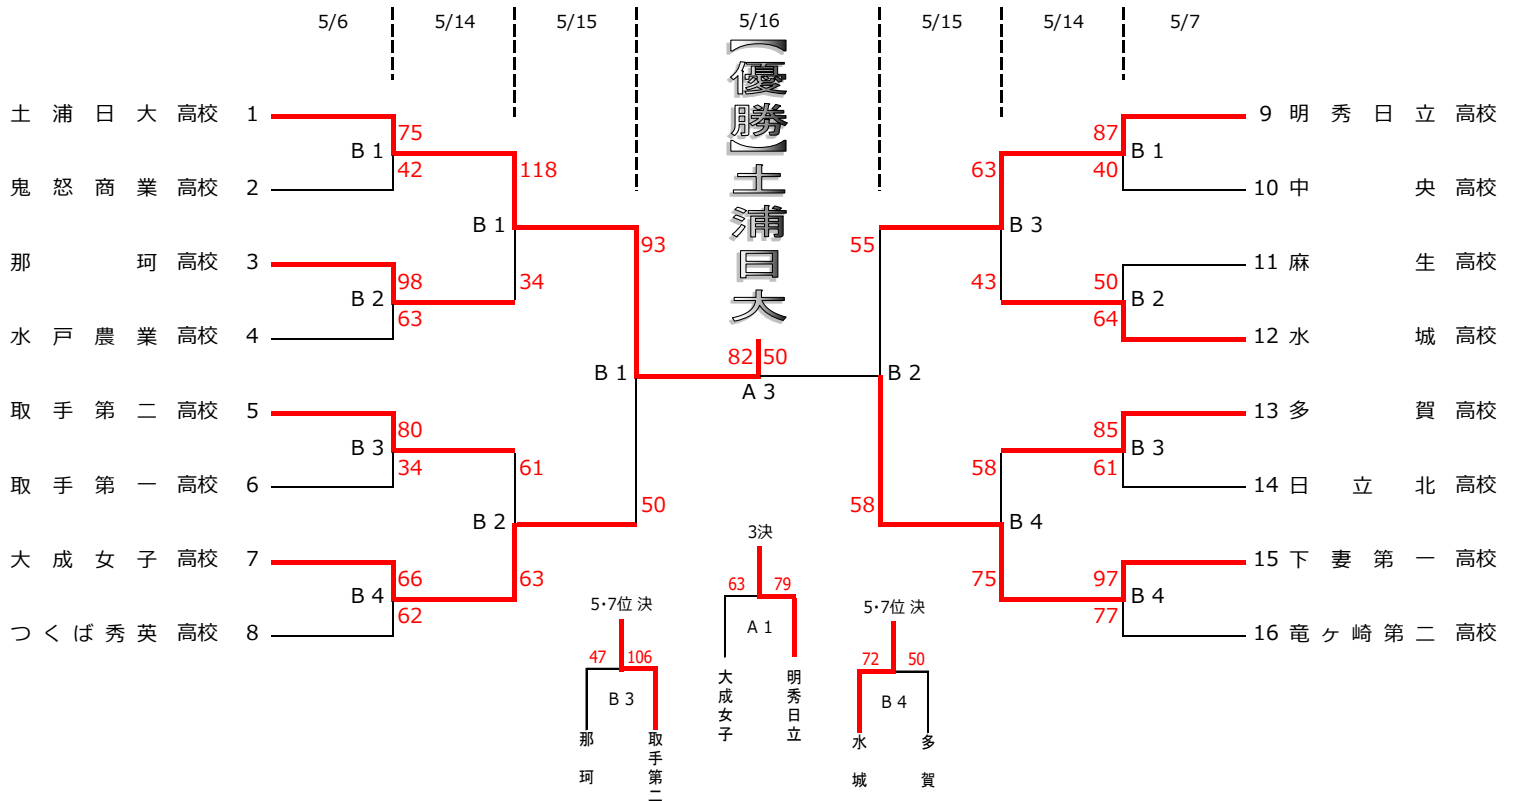 5/6 5/14 5/15 5/16 5/15 5/14 5/7
【優勝】土浦日大
土浦日大 高校 1
鬼怒商業 高校 2
那珂 高校 3
水戸農業 高校 4
取手第二 高校 5
取手第一 高校 6
大成女子 高校 7
つくば秀英 高校 8
B 1
75
42
B 2
98
63
B 3
80
34
B 4
66
62
118
B 1
34
61
B 2
63
93
B 1
50
82 50
A 3
55
B 2
58
63
B 3
43
58
B 4
75
87
B 1
40
50
B 2
64
85
B 3
61
97
B 4
77
9 明秀日立 高校
10 中央 高校
11 麻生 高校
12 水城 高校
13 多賀 高校
14 日立北 高校
15 下妻第一 高校
16 竜ヶ崎第二 高校
5・7位 決
47 106
B 3
那珂
取手第二
3決
63 79
A 1
大成女子
明秀日立
5・7位 決
72 50
B 4
水城
多賀